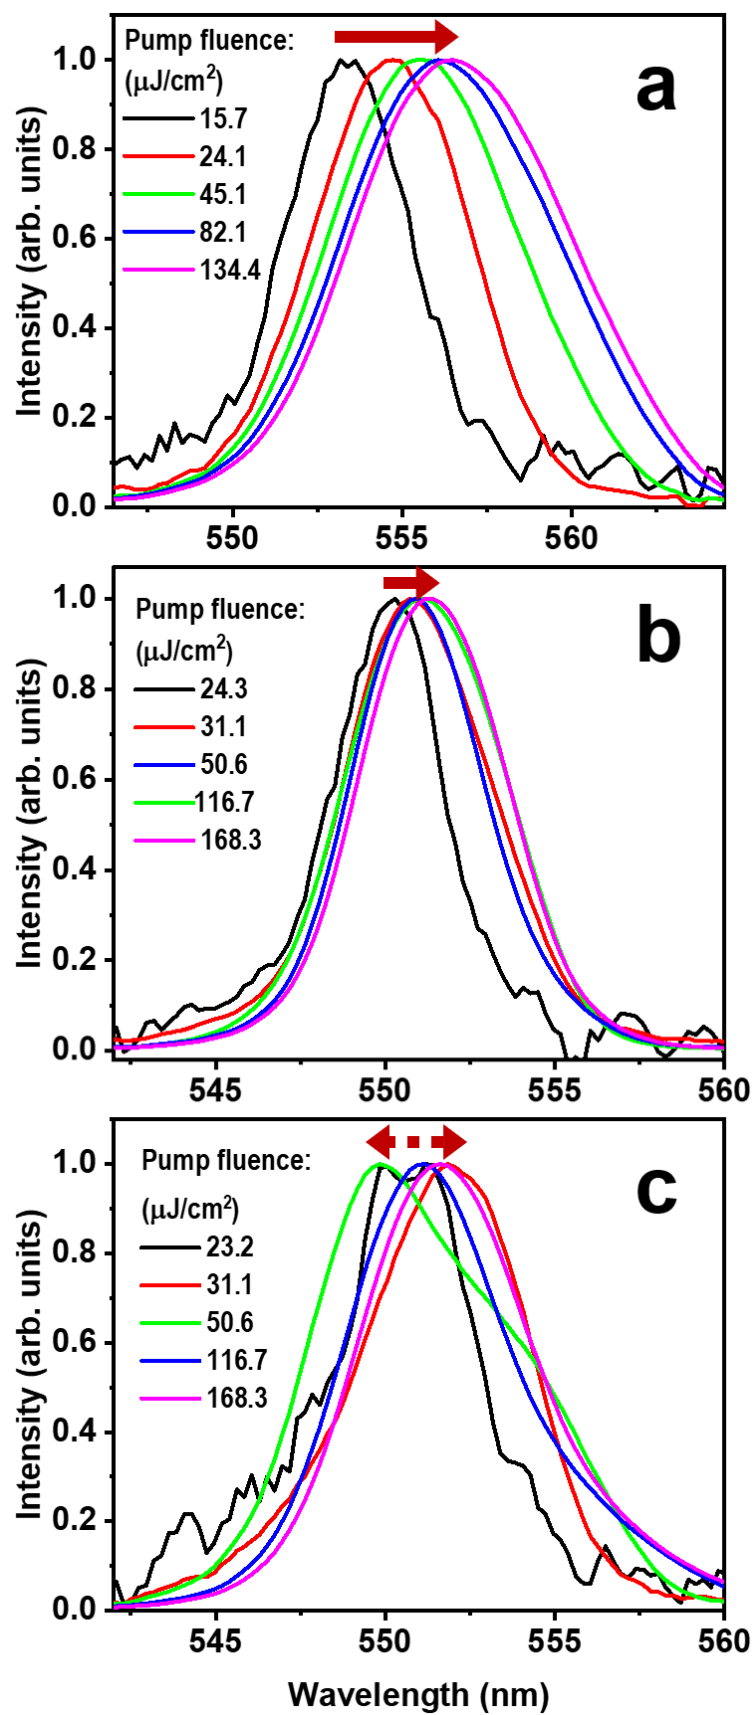 Pump fluence:
(μJ/cm²)
15.7
24.1
45.1
82.1
134.4
a
1.0
0.8
0.6
0.4
0.2
0.0
Intensity (arb. units)
550 555 560
Pump fluence:
(μJ/cm²)
24.3
31.1
50.6
116.7
168.3
b
1.0
0.8
0.6
0.4
0.2
0.0
Intensity (arb. units)
545 550 555 560
Pump fluence:
(μJ/cm²)
23.2
31.1
50.6
116.7
168.3
c
1.0
0.8
0.6
0.4
0.2
0.0
Intensity (arb. units)
545 550 555 560
Wavelength (nm)